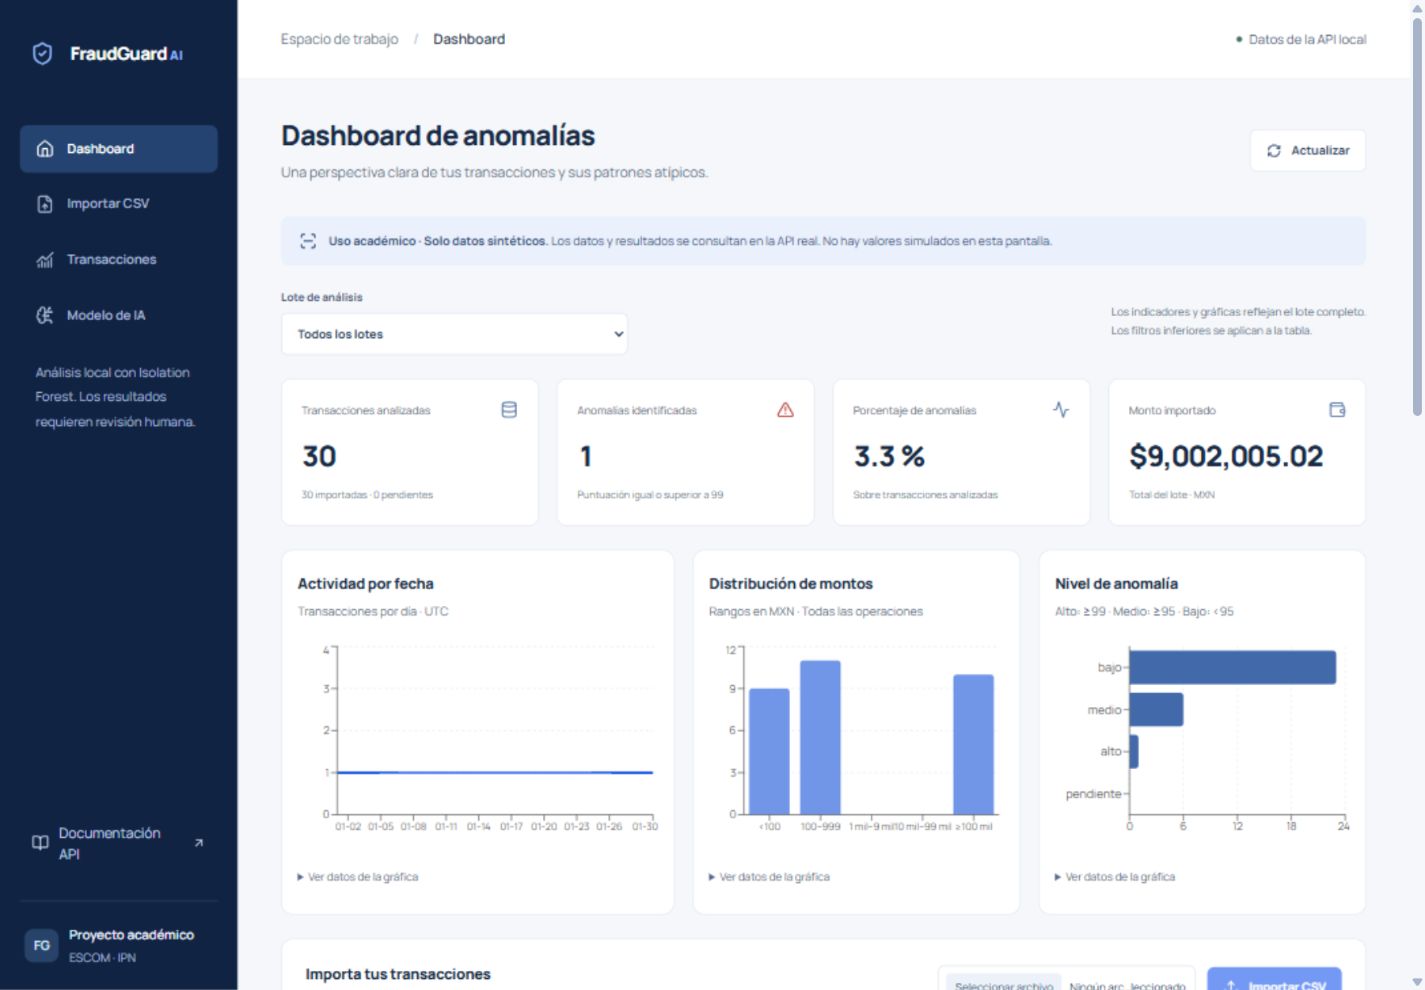 FraudGuard AI
Dashboard
Importar CSV
Transacciones
Modelo de IA
Análisis local con Isolation
Forest. Los resultados
requieren revisión humana.
Documentación
API
FG
Proyecto académico
ESCOM · IPN
Espacio de trabajo / Dashboard
Datos de la API local
Dashboard de anomalías
Una perspectiva clara de tus transacciones y sus patrones atípicos.
Actualizar
Uso académico · Solo datos sintéticos. Los datos y resultados se consultan en la API real. No hay valores simulados en esta pantalla.
Lote de análisis
Todos los lotes
Los indicadores y gráficas reflejan el lote completo.
Los filtros inferiores se aplican a la tabla.
Transacciones analizadas
30
30 importadas · 0 pendientes
Anomalías identificadas
1
Puntuación igual o superior a 99
Porcentaje de anomalías
3.3 %
Sobre transacciones analizadas
Monto importado
$9,002,005.02
Total del lote · MXN
Actividad por fecha
Transacciones por día · UTC
4
3
2
1
0
01-02 01-05 01-08 01-11 01-14 01-17 01-20 01-23 01-26 01-30
Ver datos de la gráfica
Distribución de montos
Rangos en MXN · Todas las operaciones
12
9
6
3
0
<100 100–999 1 mil–9 mil 10 mil–99 mil ≥100 mil
Ver datos de la gráfica
Nivel de anomalía
Alto: ≥99 · Medio: ≥95 · Bajo: <95
bajo
medio
alto
pendiente
0 6 12 18 24
Ver datos de la gráfica
Importa tus transacciones
Seleccionar archivo Ningún arc…leccionado
Importar CSV